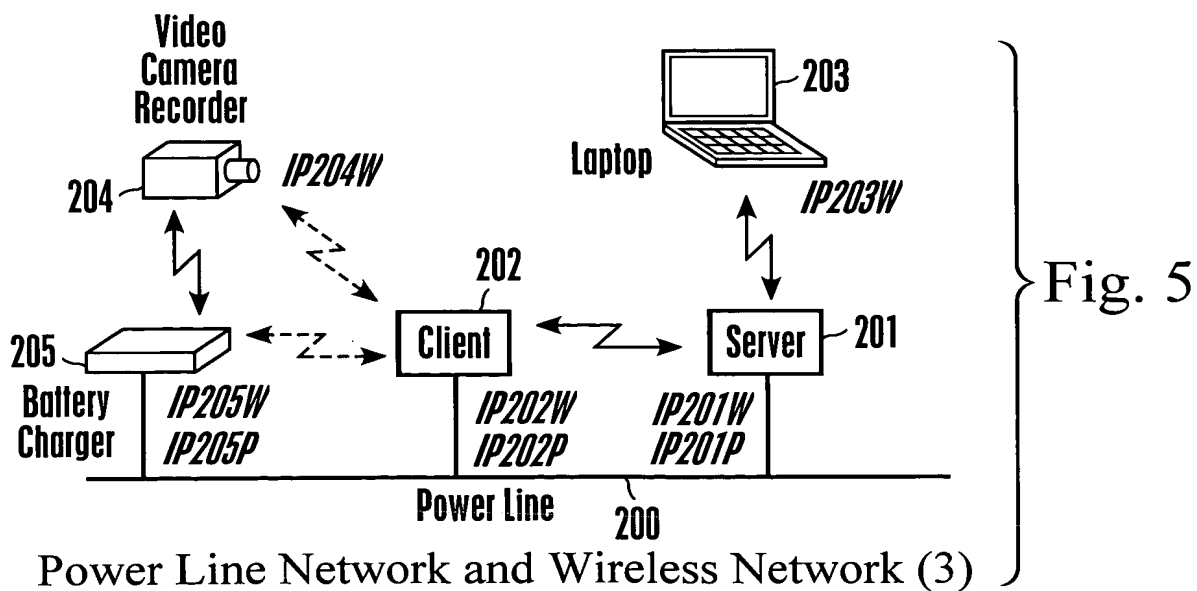 Video
Camera
Recorder
204
IP204W
Laptop
203
IP203W
202
Client
Server
201
205
Battery
Charger
IP205W
IP205P
IP202W
IP202P
IP201W
IP201P
Power Line
200
Fig. 5
Power Line Network and Wireless Network (3)